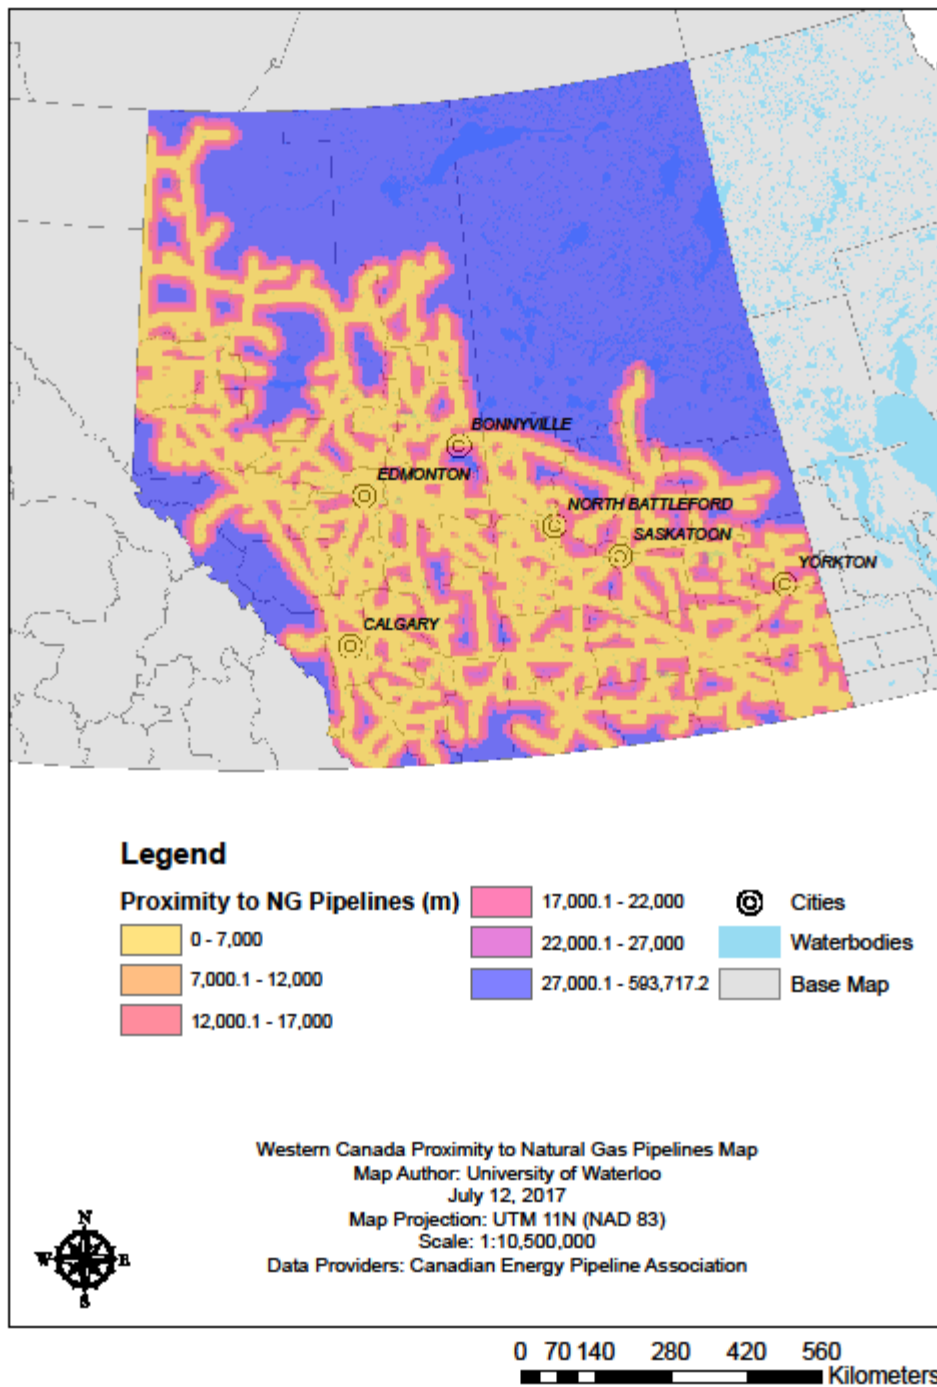 BONNYVILLE
EDMONTON
NORTH BATTLEFORD
SASKATOON
YORKTON
CALGARY
Legend
Proximity to NG Pipelines (m)
0 - 7,000
7,000.1 - 12,000
12,000.1 - 17,000
17,000.1 - 22,000
22,000.1 - 27,000
27,000.1 - 593,717.2
Cities
Waterbodies
Base Map
Western Canada Proximity to Natural Gas Pipelines Map
Map Author: University of Waterloo
July 12, 2017
Map Projection: UTM 11N (NAD 83)
Scale: 1:10,500,000
Data Providers: Canadian Energy Pipeline Association
N
W E
S
0 70 140 280 420 560
Kilometers